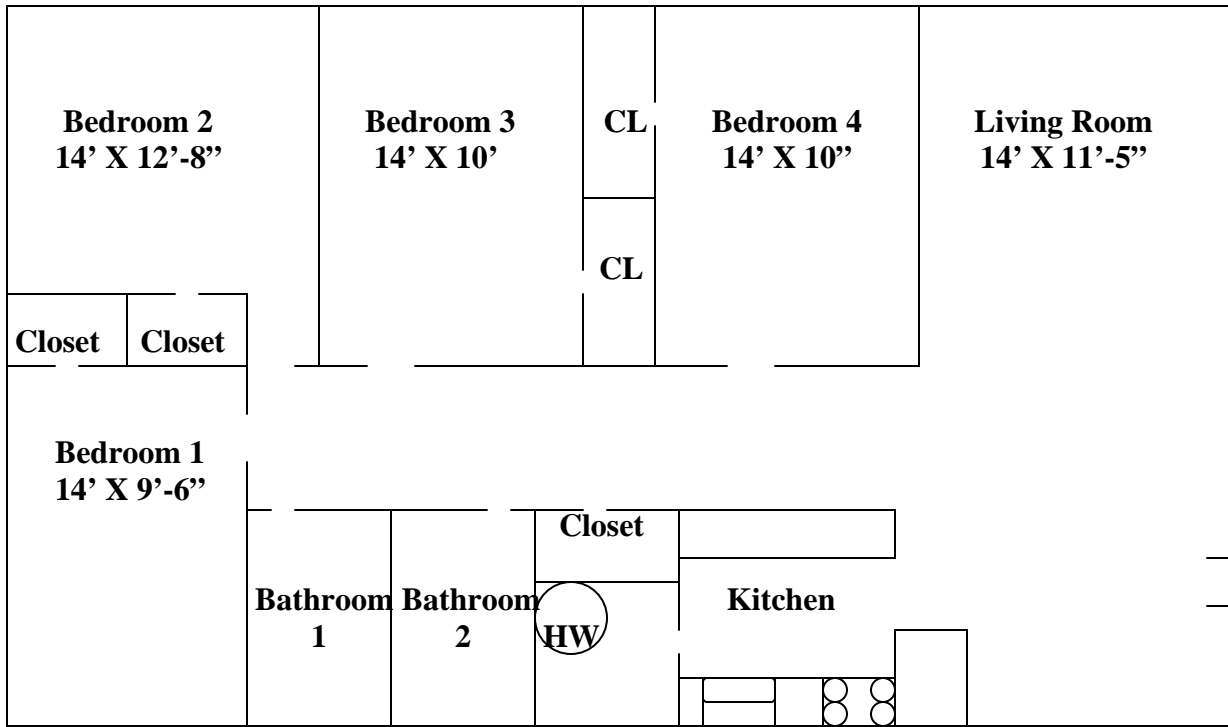 Bedroom 2
14’ X 12’-8”
Bedroom 3
14’ X 10’
CL
Bedroom 4
14’ X 10”
Living Room
14’ X 11’-5”
CL
Closet
Closet
Bedroom 1
14’ X 9’-6”
Closet
Bathroom
1
Bathroom
2
HW
Kitchen